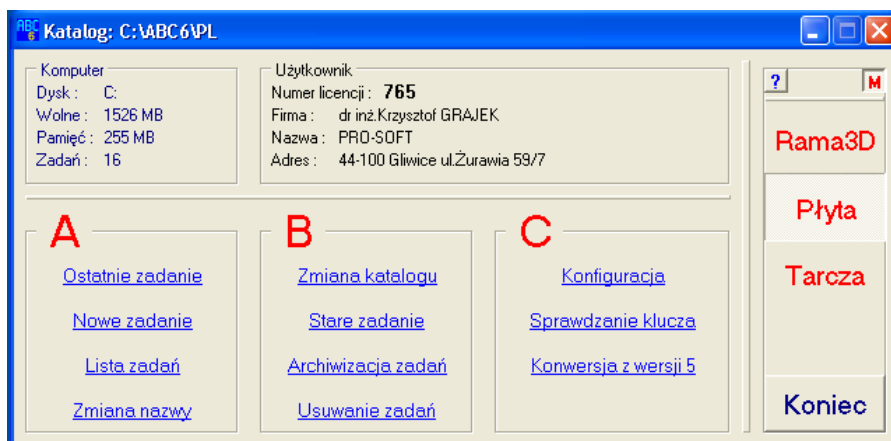 ABC 6 Katalog: C:\ABC6\PL
Komputer
Dysk : C:
Wolne : 1526 MB
Pamięć : 255 MB
Zadań : 16
Użytkownik
Numer licencji : 765
Firma : dr inż.Krzysztof GRAJEK
Nazwa : PRO-SOFT
Adres : 44-100 Gliwice ul.Żurawia 59/7
A
Ostatnie zadanie
Nowe zadanie
Lista zadań
Zmiana nazwy
B
Zmiana katalogu
Stare zadanie
Archiwizacja zadań
Usuwanie zadań
C
Konfiguracja
Sprawdzanie klucza
Konwersja z wersji 5
? M
Rama3D
Płyta
Tarcza
Koniec